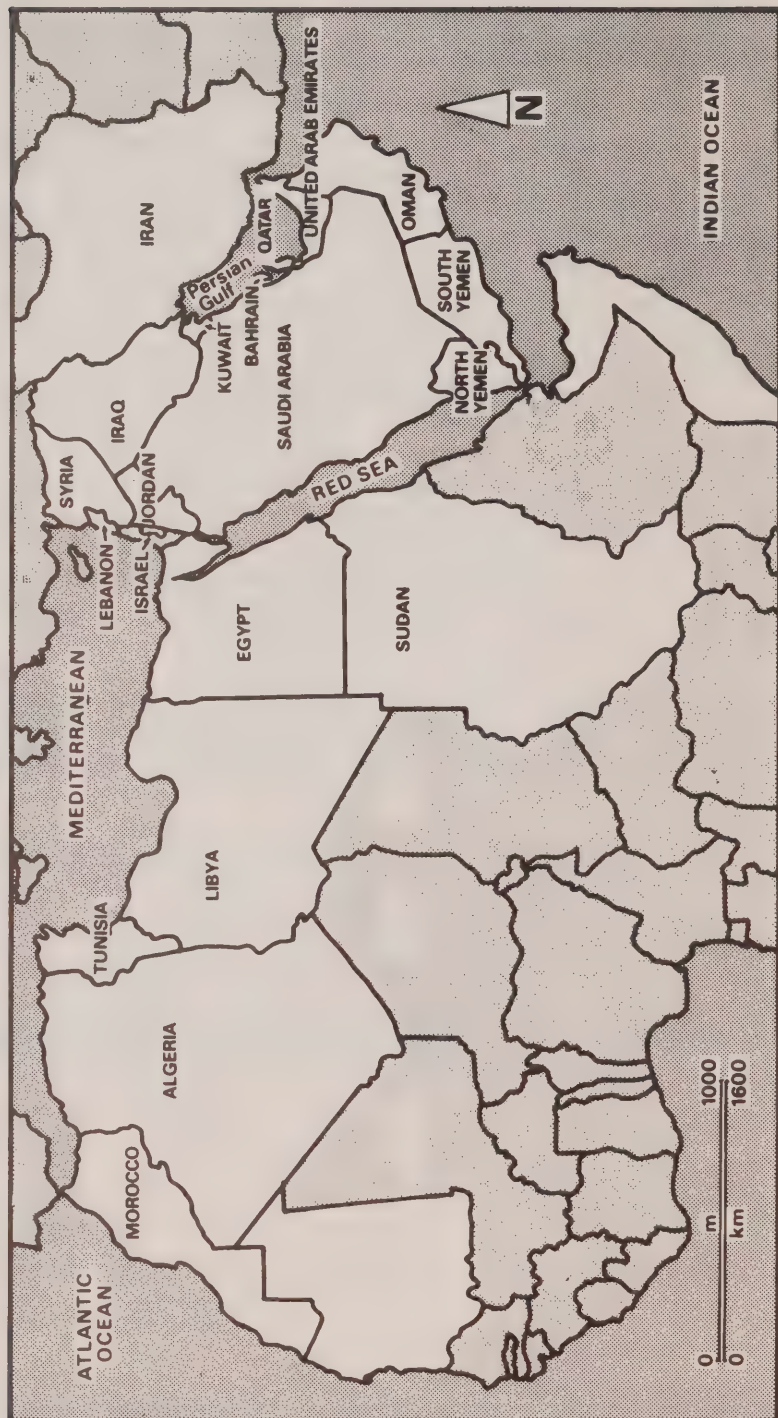 ATLANTIC
OCEAN
MEDITERRANEAN
MOROCCO
ALGERIA
TUNISIA
LIBYA
EGYPT
SUDAN
LEBANON
ISRAEL
SYRIA
JORDAN
IRAQ
IRAN
KUWAIT
BAHRAIN
Persian
Gulf
QATAR
UNITED ARAB EMIRATES
SAUDI ARABIA
RED SEA
OMAN
SOUTH
YEMEN
NORTH
YEMEN
N
INDIAN OCEAN
0 m 1000
0 km 1600